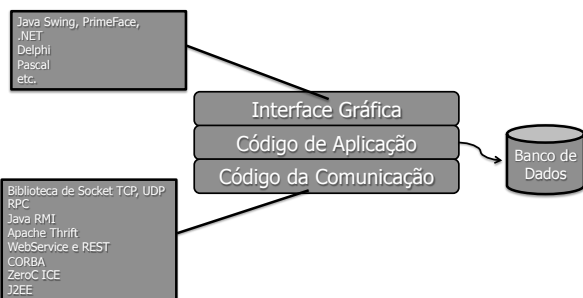 Java Swing, PrimeFace,
.NET
Delphi
Pascal
etc.
Interface Gráfica
Código de Aplicação
Código da Comunicação
Banco de
Dados
Biblioteca de Socket TCP, UDP
RPC
Java RMI
Apache Thrift
WebService e REST
CORBA
ZeroC ICE
J2EE